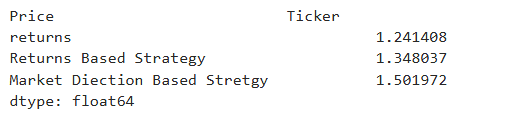 Price Ticker
returns 1.241408
Returns Based Strategy 1.348037
Market Diection Based Stretgy 1.501972
dtype: float64